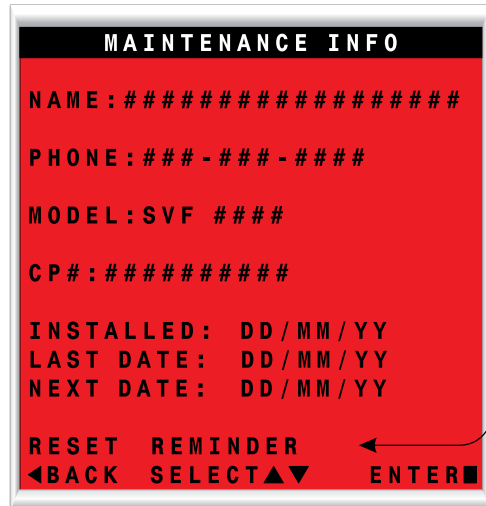 MAINTENANCE INFO
NAME:##################
PHONE:###-###-####
MODEL:SVF ####
CP#:##########
INSTALLED: DD/MM/YY
LAST DATE: DD/MM/YY
NEXT DATE: DD/MM/YY
RESET REMINDER
◀BACK SELECT▲▼ ENTER■